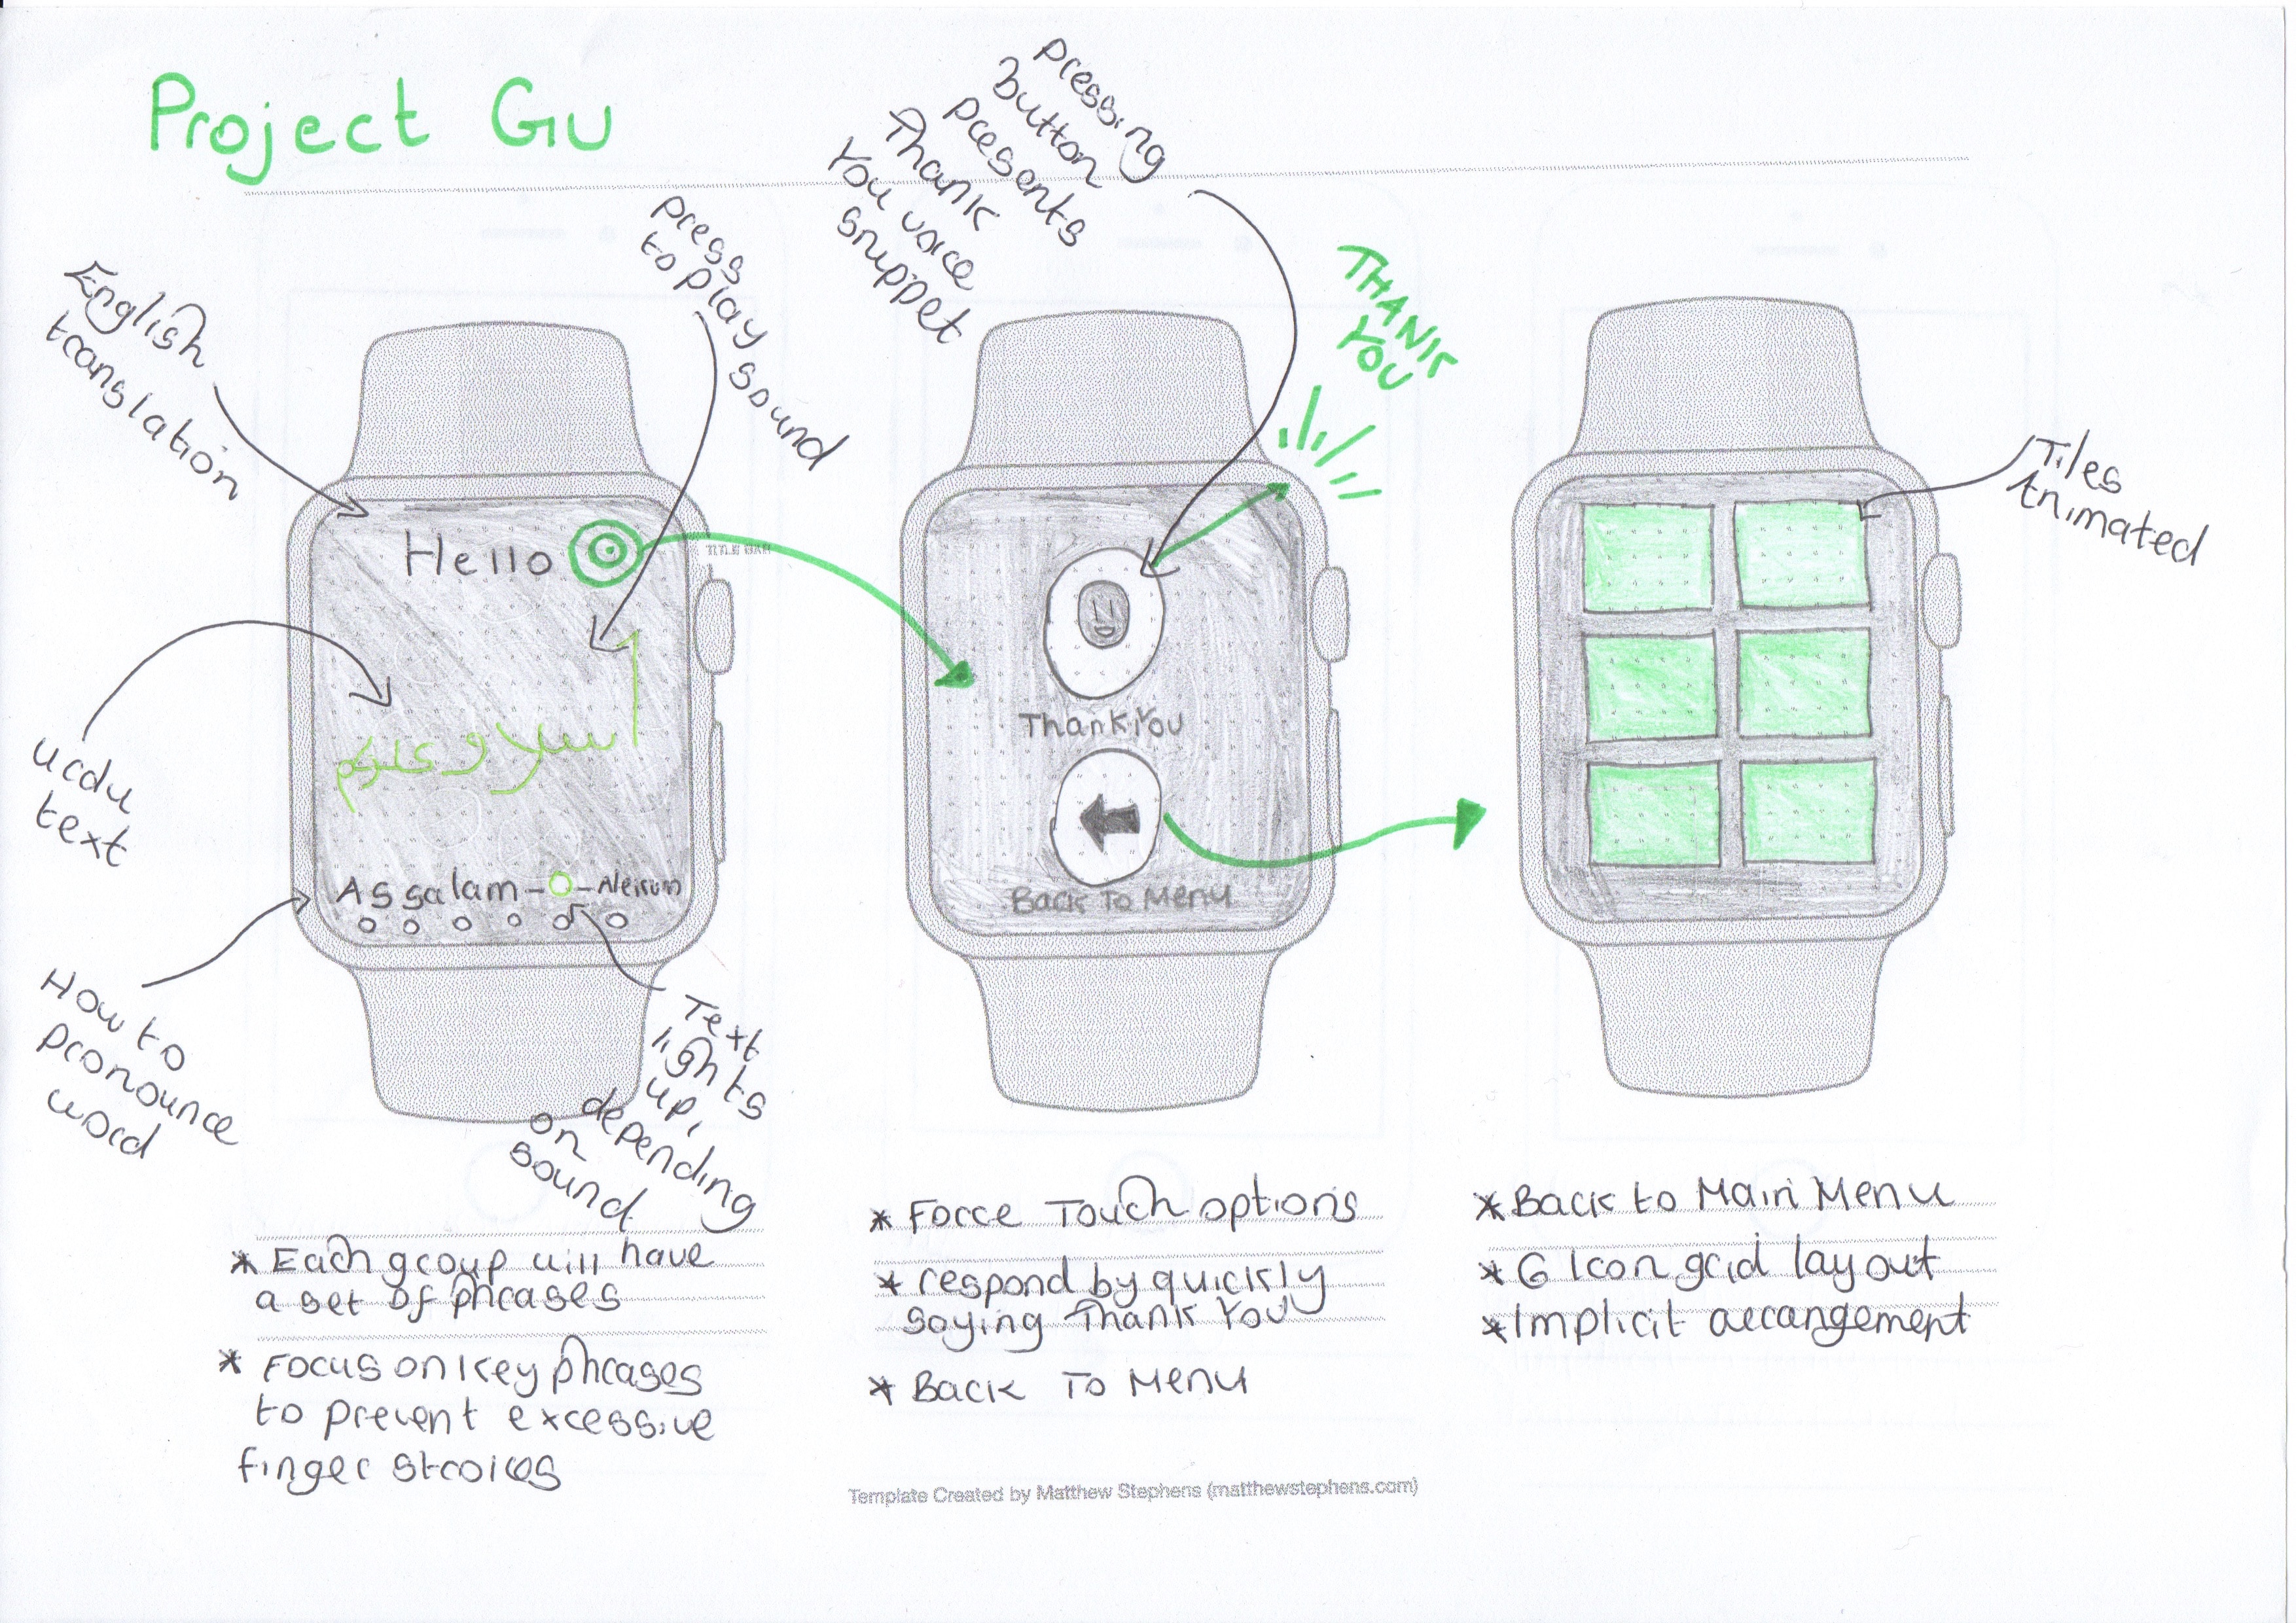 Project GU
English
translation
press
to play
sound
pressing
button
presents
Thank
You voice
snippet
THANK
YOU
Tiles
Animated
Hello
TITLE BAR
urdu
text
اسلاوعلیکم
Assalam-o-Aleikum
How to
pronounce
word
Text
lights
up,
depending
on
sound
Thank You
Back To Menu
* Each group will have
a set of phrases
* Focus on key phrases
to prevent excessive
finger strokes
* Force Touch options
* respond by quickly
saying Thank You
* Back To Menu
* Back to Main Menu
* 6 Icon grid layout
* Implicit arrangement
Template Created by Matthew Stephens (matthewstephens.com)